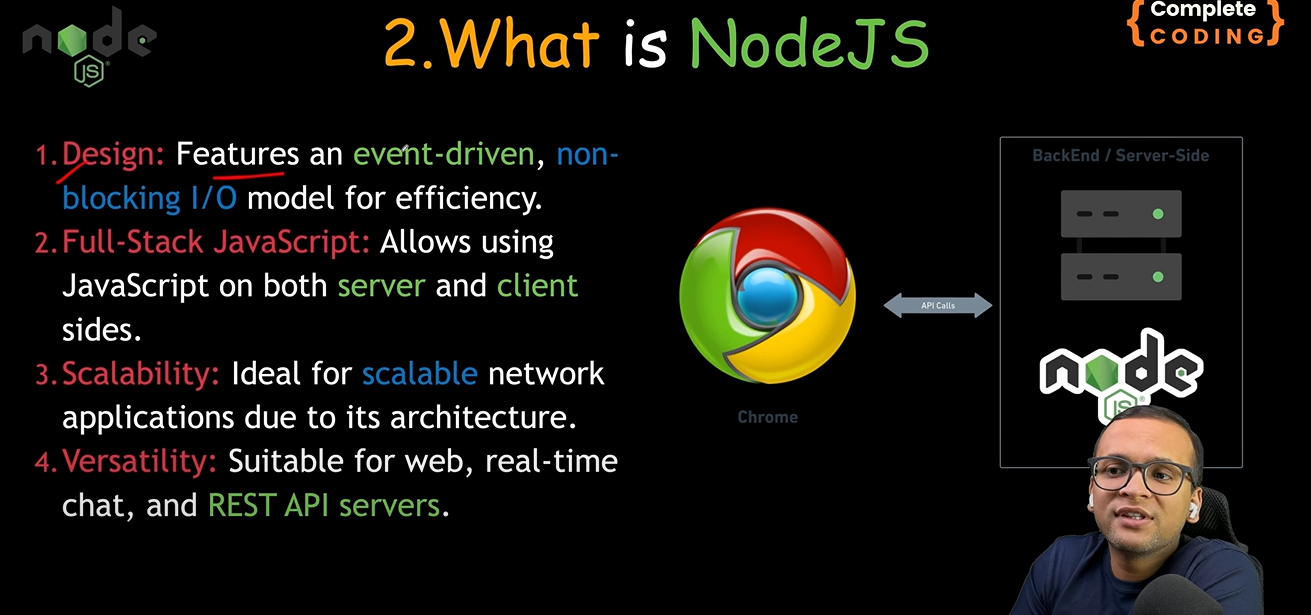 node
JS
2.What is NodeJS
{Complete
CODING}
1. Design: Features an event-driven, non-
blocking I/O model for efficiency.
2. Full-Stack JavaScript: Allows using
JavaScript on both server and client
sides.
3. Scalability: Ideal for scalable network
applications due to its architecture.
4. Versatility: Suitable for web, real-time
chat, and REST API servers.
Chrome
API Calls
BackEnd / Server-Side
node
JS